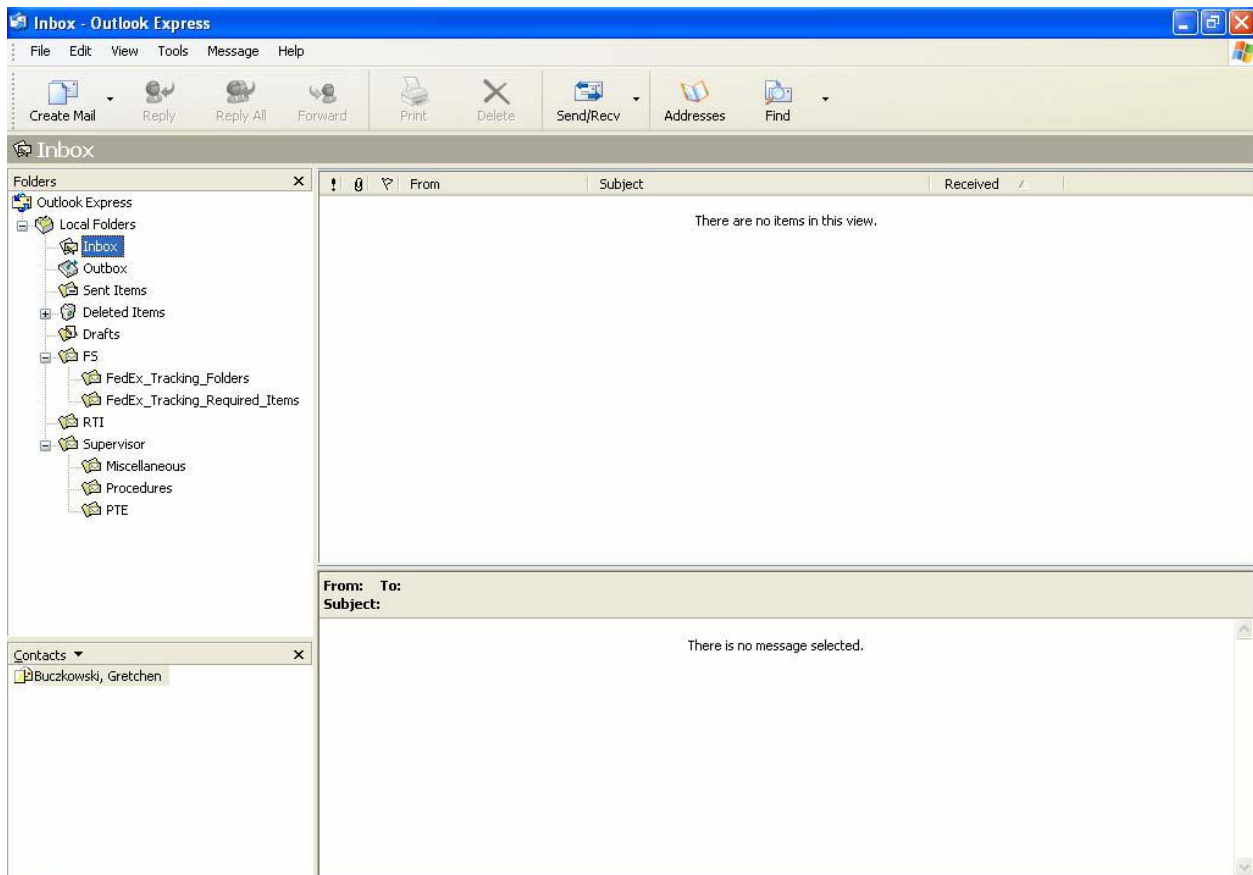 Inbox - Outlook Express
File Edit View Tools Message Help
Create Mail Reply Reply All Forward Print Delete Send/Recv Addresses Find
Inbox
Folders
! From Subject Received
Outlook Express
There are no items in this view.
Local Folders
Inbox
Outbox
Sent Items
Deleted Items
Drafts
FS
FedEx_Tracking_Folders
FedEx_Tracking_Required_Items
RTI
Supervisor
Miscellaneous
Procedures
PTE
From: To:
Subject:
There is no message selected.
Contacts
Buczkowski, Gretchen